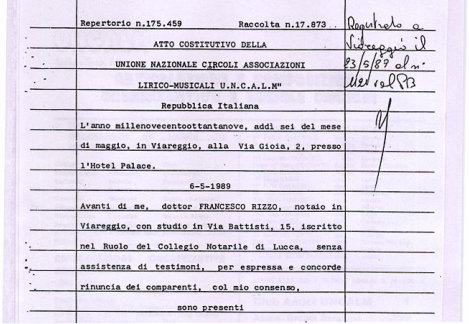 Repertorio n.175.459 Raccolta n.17.873
ATTO COSTITUTIVO DELLA
UNIONE NAZIONALE CIRCOLI ASSOCIAZIONI
LIRICO-MUSICALI U.N.C.A.L.M"
Repubblica Italiana
L'anno millenovecentoottantanove, addì sei del mese
di maggio, in Viareggio, alla Via Gioia, 2, presso
l'Hotel Palace.
6-5-1989
Avanti di me, dottor FRANCESCO RIZZO, notaio in
Viareggio, con studio in Via Battisti, 15, iscritto
nel Ruolo del Collegio Notarile di Lucca, senza
assistenza di testimoni, per espressa e concorde
rinuncia dei comparenti, col mio consenso,
sono presenti
Registrato a
Viareggio il
23/5/89 al n.